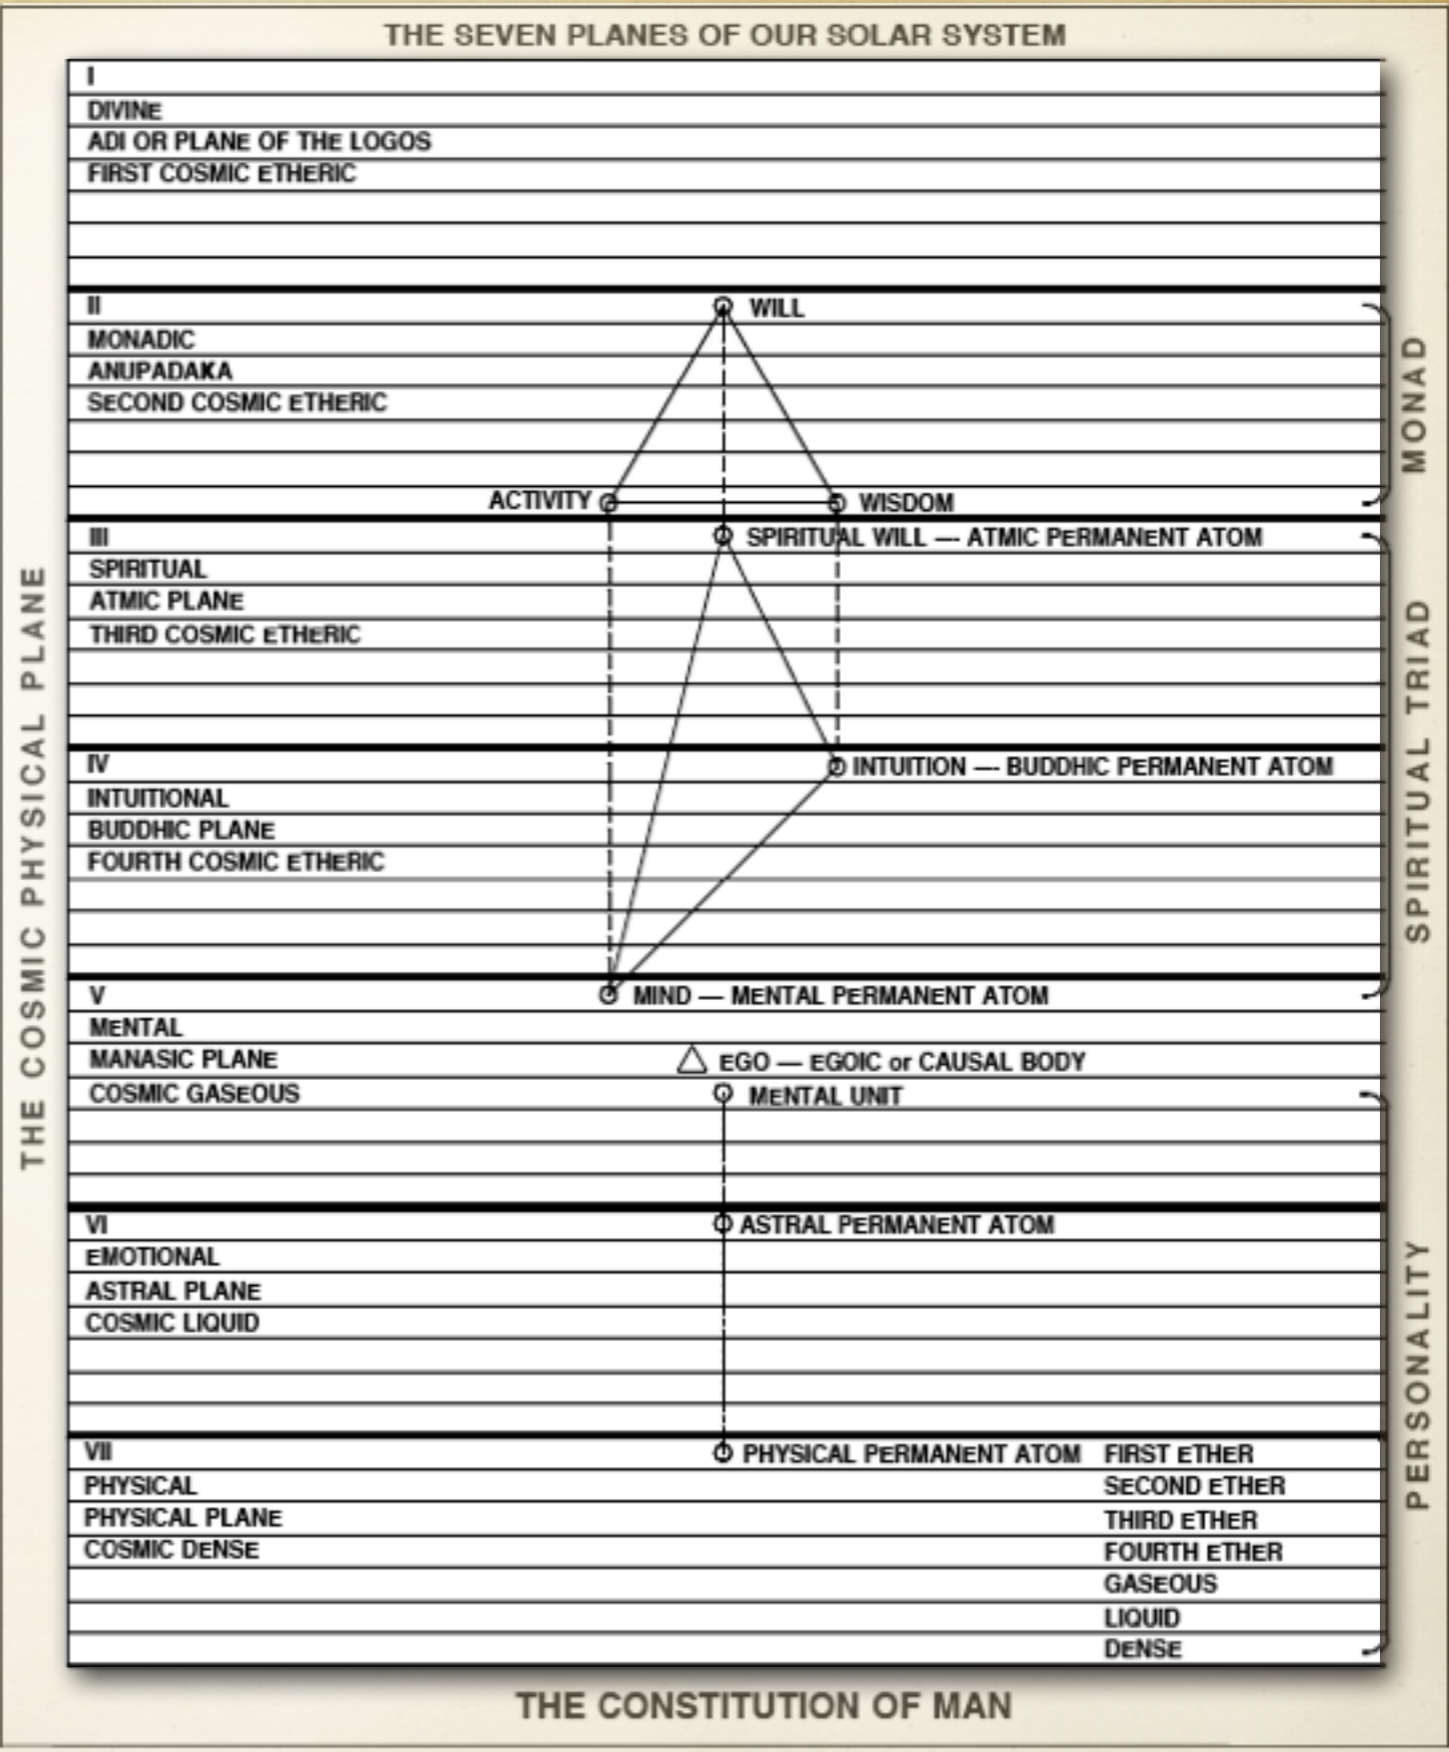 THE SEVEN PLANES OF OUR SOLAR SYSTEM
I
DIVINE
ADI OR PLANE OF THE LOGOS
FIRST COSMIC ETHERIC
II
WILL
MONADIC
ANUPADAKA
SECOND COSMIC ETHERIC
ACTIVITY
WISDOM
MONAD
III
SPIRITUAL WILL –- ATMIC PERMANENT ATOM
SPIRITUAL
ATMIC PLANE
THIRD COSMIC ETHERIC
IV
INTUITION –- BUDDHIC PERMANENT ATOM
INTUITIONAL
BUDDHIC PLANE
FOURTH COSMIC ETHERIC
SPIRITUAL TRIAD
V
MIND — MENTAL PERMANENT ATOM
MENTAL
MANASIC PLANE
EGO — EGOIC or CAUSAL BODY
COSMIC GASEOUS
MENTAL UNIT
VI
ASTRAL PERMANENT ATOM
EMOTIONAL
ASTRAL PLANE
COSMIC LIQUID
VII
PHYSICAL PERMANENT ATOM
FIRST ETHER
PHYSICAL
SECOND ETHER
PHYSICAL PLANE
THIRD ETHER
COSMIC DENSE
FOURTH ETHER
GASEOUS
LIQUID
DENSE
PERSONALITY
THE COSMIC PHYSICAL PLANE
THE CONSTITUTION OF MAN